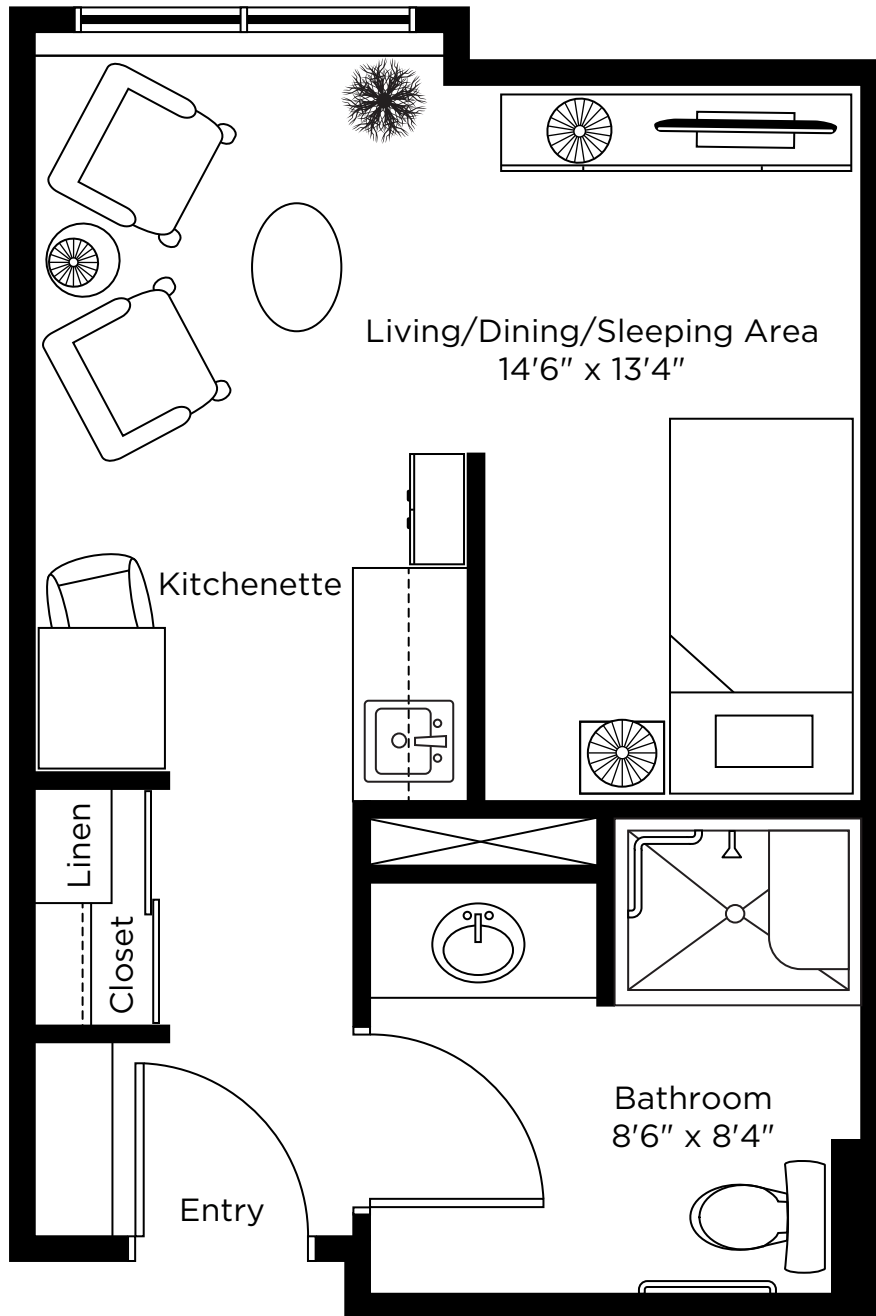 Living/Dining/Sleeping Area
14'6" x 13'4"
Kitchenette
Linen
Closet
Bathroom
8'6" x 8'4"
Entry